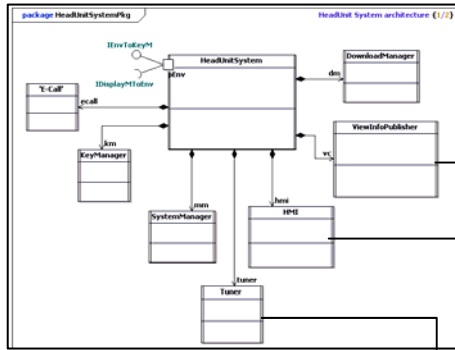 package HeadUnitSystemPkg
HeadUnit System architecture {1/2}
IEnvToKeyM
IDisplayMToEnv
pEnv
HeadUnitSystem
DownloadManager
dm
'E-Call'
ecall
ViewInfoPublisher
vc
KeyManager
km
SystemManager
mm
HMI
hmi
Tuner
tuner